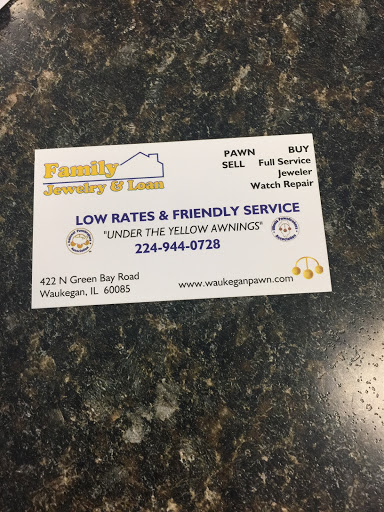 Family
Jewelry & Loan
PAWN BUY
SELL Full Service
Jeweler
Watch Repair
LOW RATES & FRIENDLY SERVICE
"UNDER THE YELLOW AWNINGS"
224-944-0728
422 N Green Bay Road
Waukegan, IL 60085
www.waukeganpawn.com